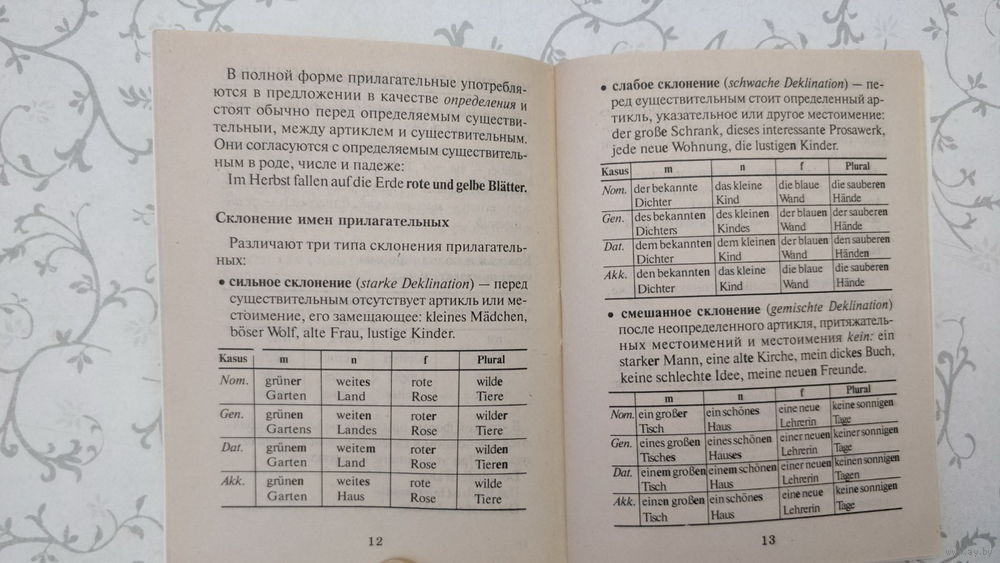 В полной форме прилагательные употребля-
ются в предложении в качестве определения и
стоят обычно перед определяемым существи-
тельным, между артиклем и существительным.
Они согласуются с определяемым существитель-
ным в роде, числе и падеже:
Im Herbst fallen auf die Erde rote und gelbe Blätter.
Склонение имен прилагательных
Различают три типа склонения прилагатель-
ных:
• сильное склонение (starke Deklination) — перед
существительным отсутствует артикль или ме-
стоимение, его замещающее: kleines Mädchen,
böser Wolf, alte Frau, lustige Kinder.
Kasus m n f Plural
Nom. grüner weites rote wilde
Garten Land Rose Tiere
Gen. grünen weiten roter wilder
Gartens Landes Rose Tiere
Dat. grünem weitem roter wilden
Garten Land Rose Tieren
Akk. grünen weites rote wilde
Garten Haus Rose Tiere
12
• слабое склонение (schwache Deklination) — пе-
ред существительным стоит определенный ар-
тикль, указательное или другое местоимение:
der große Schrank, dieses interessante Prosawerk,
jede neue Wohnung, die lustigen Kinder.
Kasus m n f Plural
Nom. der bekannte das kleine die blaue die sauberen
Dichter Kind Wand Hände
Gen. des bekannten des kleinen der blauen der sauberen
Dichters Kindes Wand Hände
Dat. dem bekannten dem kleinen der blauen den sauberen
Dichter Kind Wand Händen
Akk. den bekannten das kleine die blaue die sauberen
Dichter Kind Wand Hände
• смешанное склонение (gemischte Deklination)
после неопределенного артикля, притяжатель-
ных местоимений и местоимения kein: ein
starker Mann, eine alte Kirche, mein dickes Buch,
keine schlechte Idee, meine neuen Freunde.
m n f Plural
Nom. ein großer ein schönes eine neue keine sonnigen
Tisch Haus Lehrerin Tage
Gen. eines großen eines schönen einer neuen keiner sonnigen
Tisches Hauses Lehrerin Tage
Dat. einem großen einem schönen einer neuen keinen sonnigen
Tisch Haus Lehrerin Tagen
Akk. einen großen ein schönes eine neue keine sonnigen
Tisch Haus Lehrerin Tage
13
www.ay.by